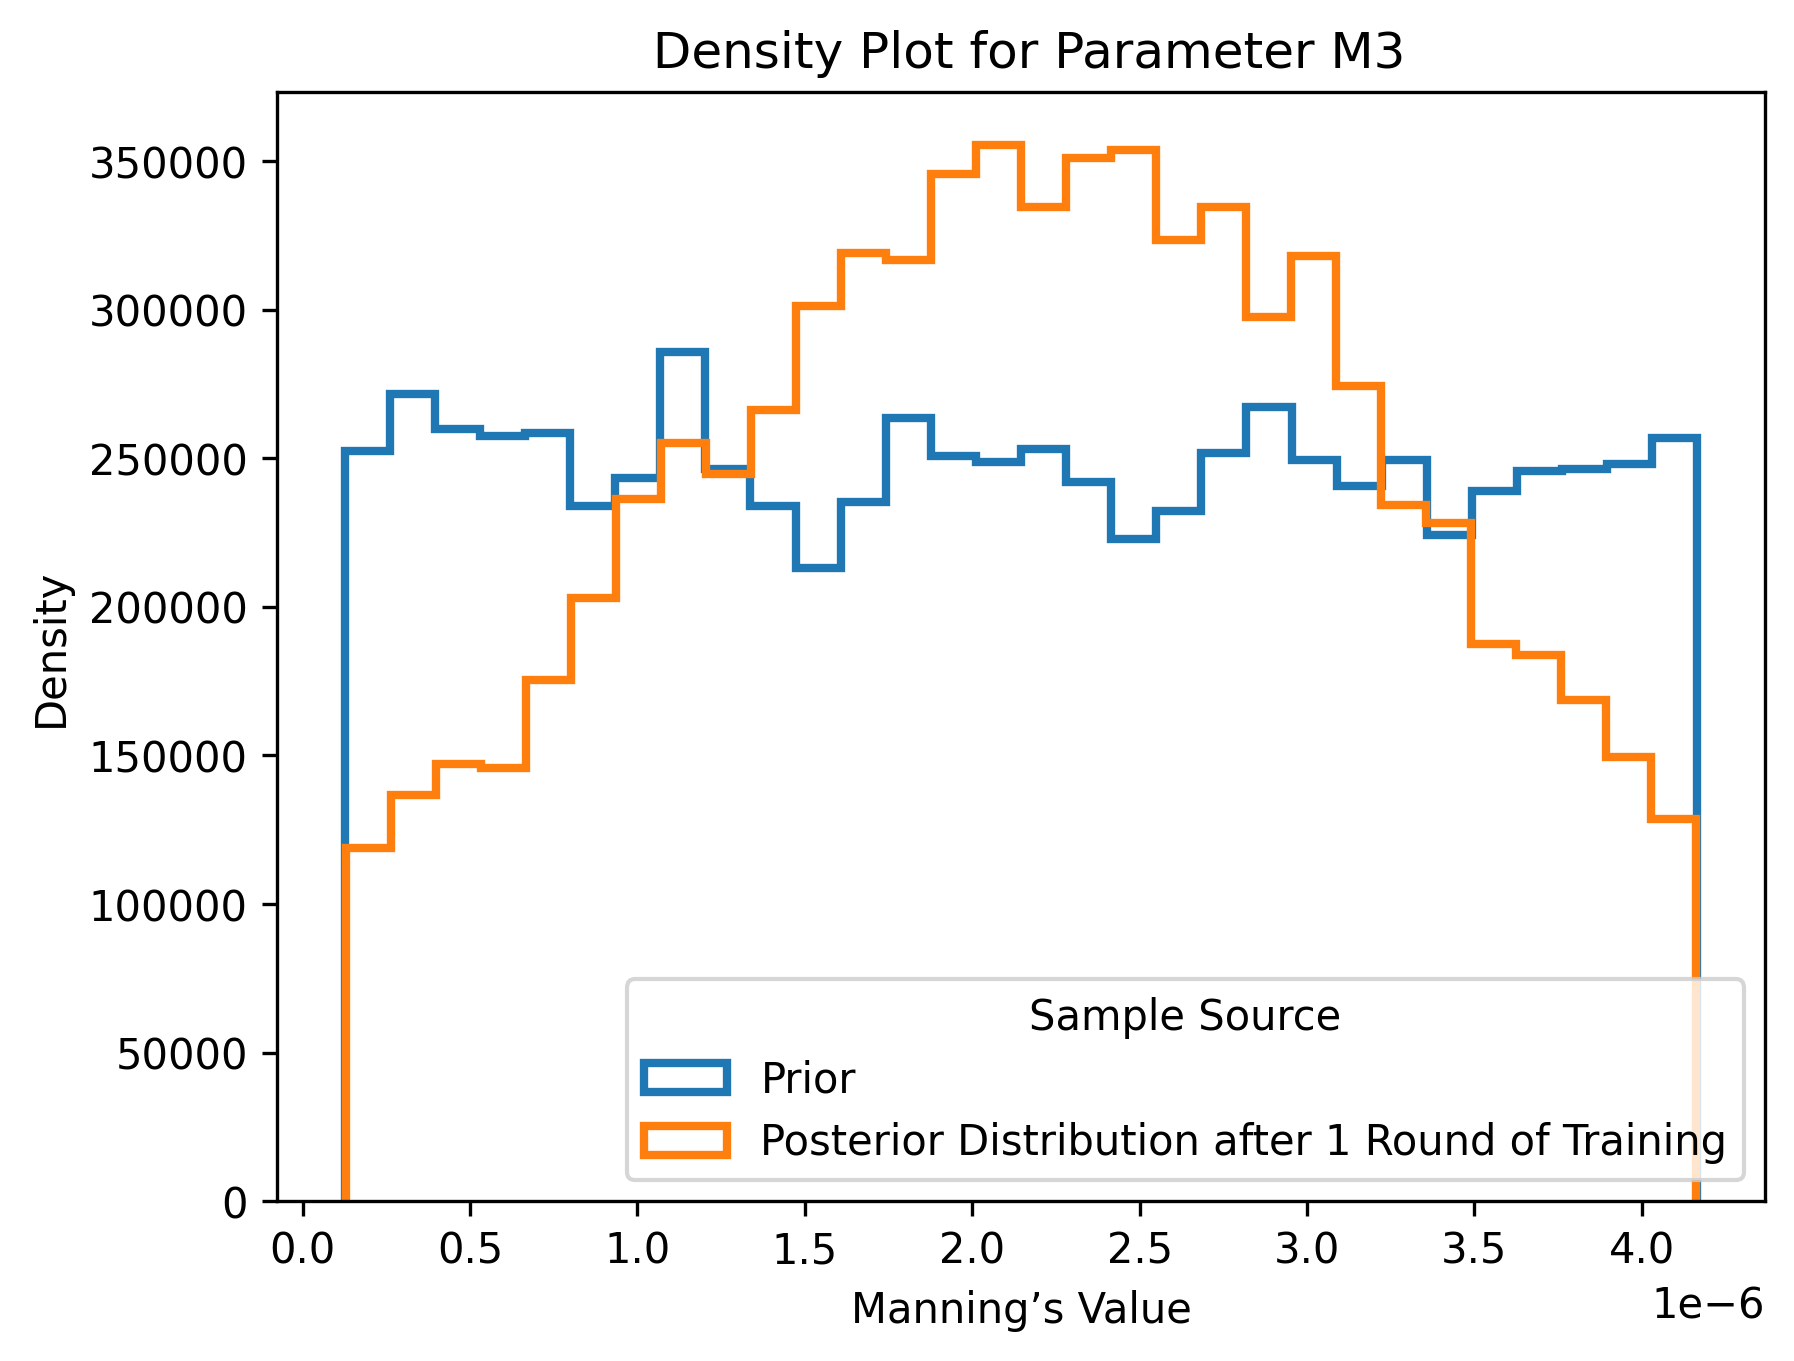 Density Plot for Parameter M3
350000
300000
250000
200000
150000
100000
50000
0
Density
Sample Source
Prior
Posterior Distribution after 1 Round of Training
0.0 0.5 1.0 1.5 2.0 2.5 3.0 3.5 4.0
1e−6
Manning’s Value